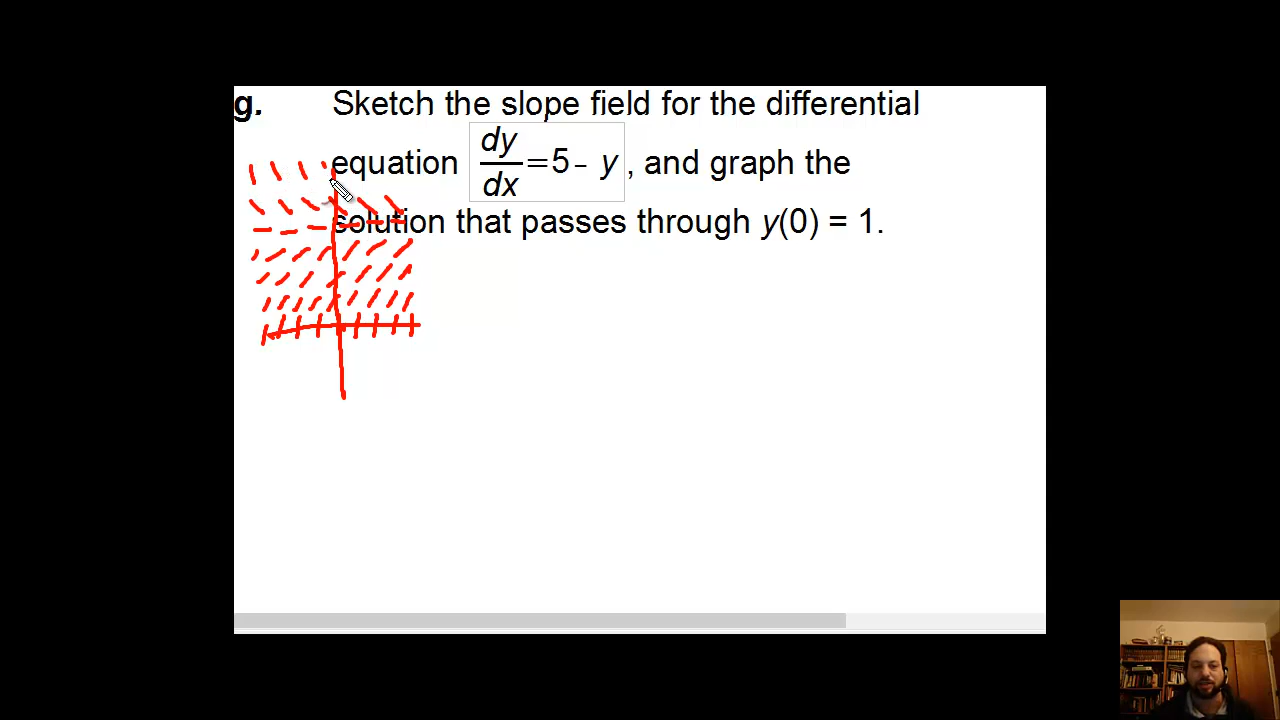 g. Sketch the slope field for the differential
equation dy/dx = 5 - y, and graph the
solution that passes through y(0) = 1.